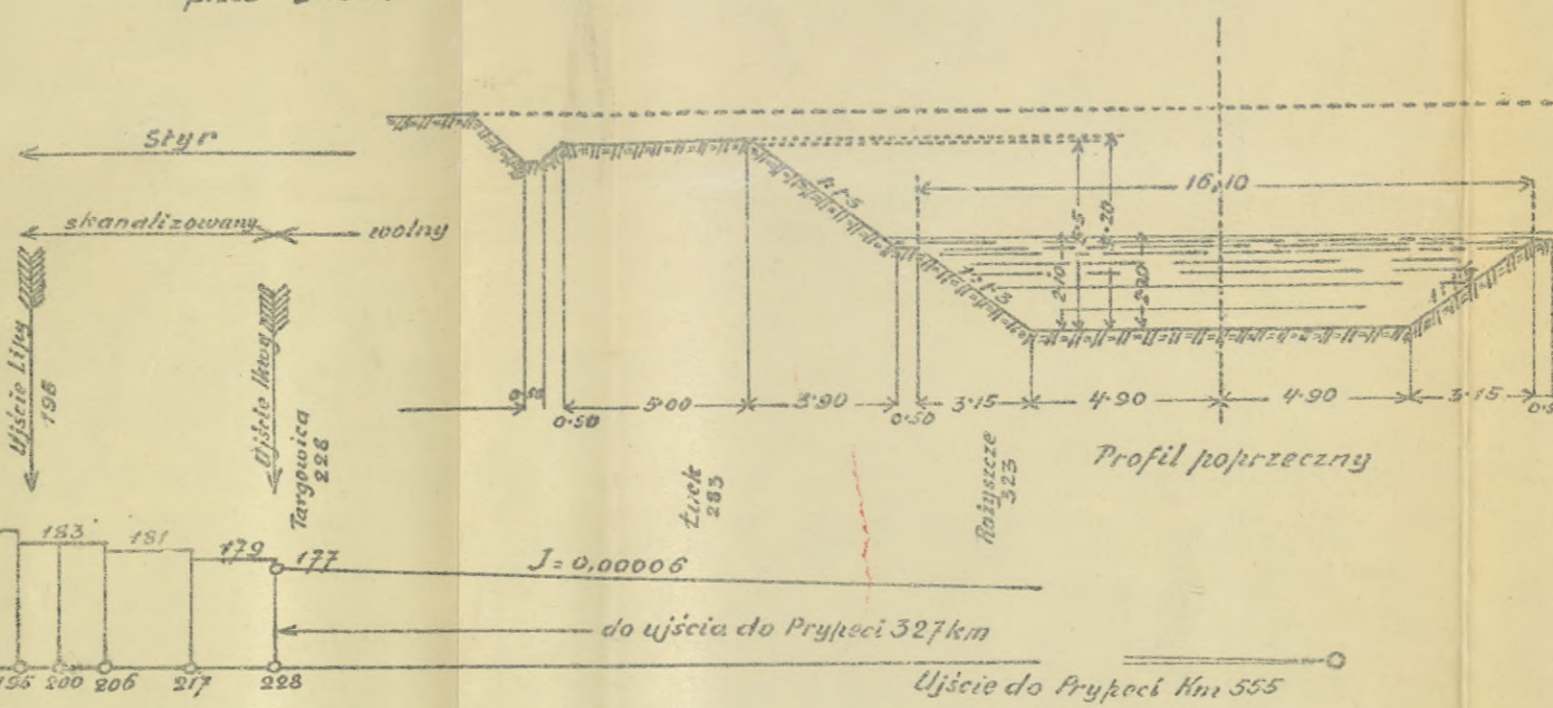 Styr
skanalizowany
wolny
Ujście Lipy
195
Ujście Ikwy
Targowica
228
1:1·5
1:1·5
16,10
2·10
4·20
2·20
0·50
0·50
5·00
3·90
0·50
3·15
4·90
4·90
3·15
Profil poprzeczny
Łuck
283
Rożyszcze
323
183
181
179
177
J = 0,00006
do ujścia do Prypeci 327 km
195
200
206
217
228
Ujście do Prypeci Km 555